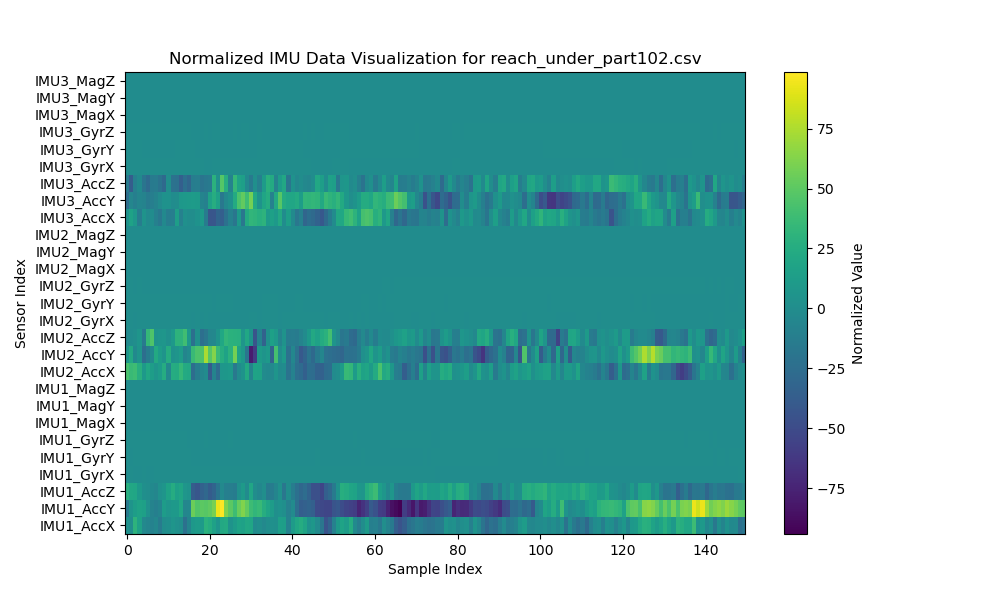 Normalized IMU Data Visualization for reach_under_part102.csv
IMU3_MagZ
IMU3_MagY
IMU3_MagX
IMU3_GyrZ
IMU3_GyrY
IMU3_GyrX
IMU3_AccZ
IMU3_AccY
IMU3_AccX
IMU2_MagZ
IMU2_MagY
IMU2_MagX
IMU2_GyrZ
IMU2_GyrY
IMU2_GyrX
IMU2_AccZ
IMU2_AccY
IMU2_AccX
IMU1_MagZ
IMU1_MagY
IMU1_MagX
IMU1_GyrZ
IMU1_GyrY
IMU1_GyrX
IMU1_AccZ
IMU1_AccY
IMU1_AccX
Sensor Index
0 20 40 60 80 100 120 140
Sample Index
75
50
25
0
−25
−50
−75
Normalized Value